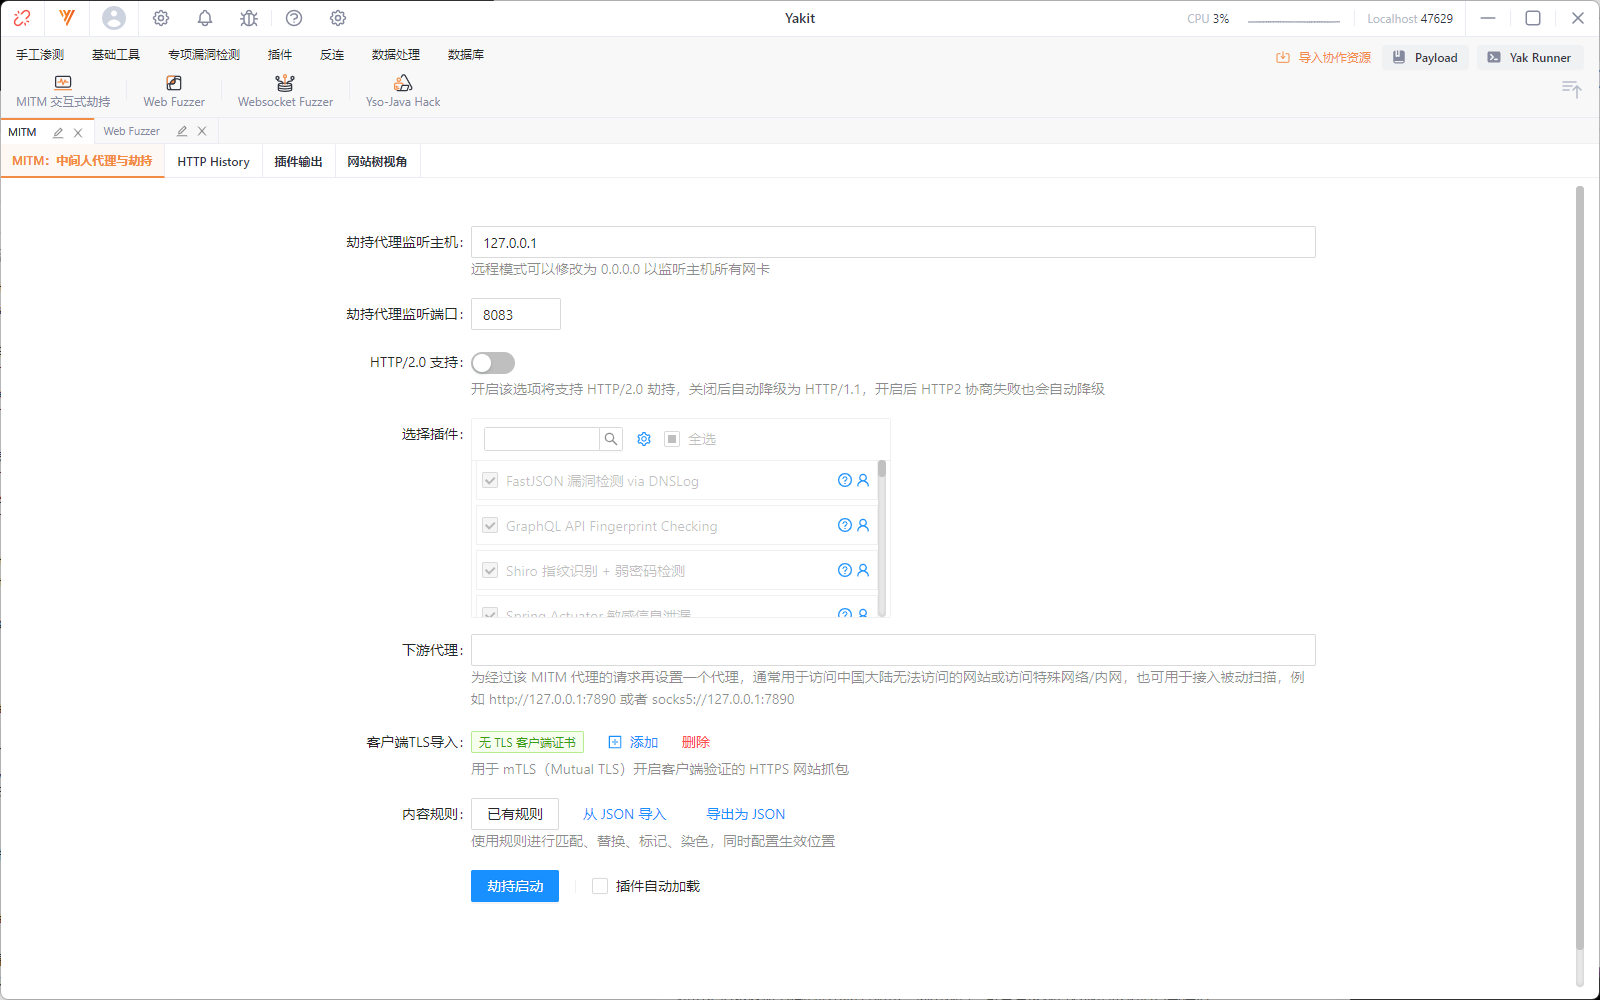 Yakit
CPU 3%
Localhost 47629
手工渗测 基础工具 专项漏洞检测 插件 反连 数据处理 数据库
导入协作资源 Payload Yak Runner
MITM 交互式劫持 Web Fuzzer Websocket Fuzzer Yso-Java Hack
MITM Web Fuzzer
MITM：中间人代理与劫持 HTTP History 插件输出 网站树视角
劫持代理监听主机： 127.0.0.1
远程模式可以修改为 0.0.0.0 以监听主机所有网卡
劫持代理监听端口： 8083
HTTP/2.0 支持：
开启该选项将支持 HTTP/2.0 劫持，关闭后自动降级为 HTTP/1.1，开启后 HTTP2 协商失败也会自动降级
选择插件： 全选
FastJSON 漏洞检测 via DNSLog
GraphQL API Fingerprint Checking
Shiro 指纹识别 + 弱密码检测
Spring Actuator 敏感信息泄漏
下游代理：
为经过该 MITM 代理的请求再设置一个代理，通常用于访问中国大陆无法访问的网站或访问特殊网络/内网，也可用于接入被动扫描，例
如 http://127.0.0.1:7890 或者 socks5://127.0.0.1:7890
客户端TLS导入： 无 TLS 客户端证书 添加 删除
用于 mTLS（Mutual TLS）开启客户端验证的 HTTPS 网站抓包
内容规则： 已有规则 从 JSON 导入 导出为 JSON
使用规则进行匹配、替换、标记、染色，同时配置生效位置
劫持启动 插件自动加载